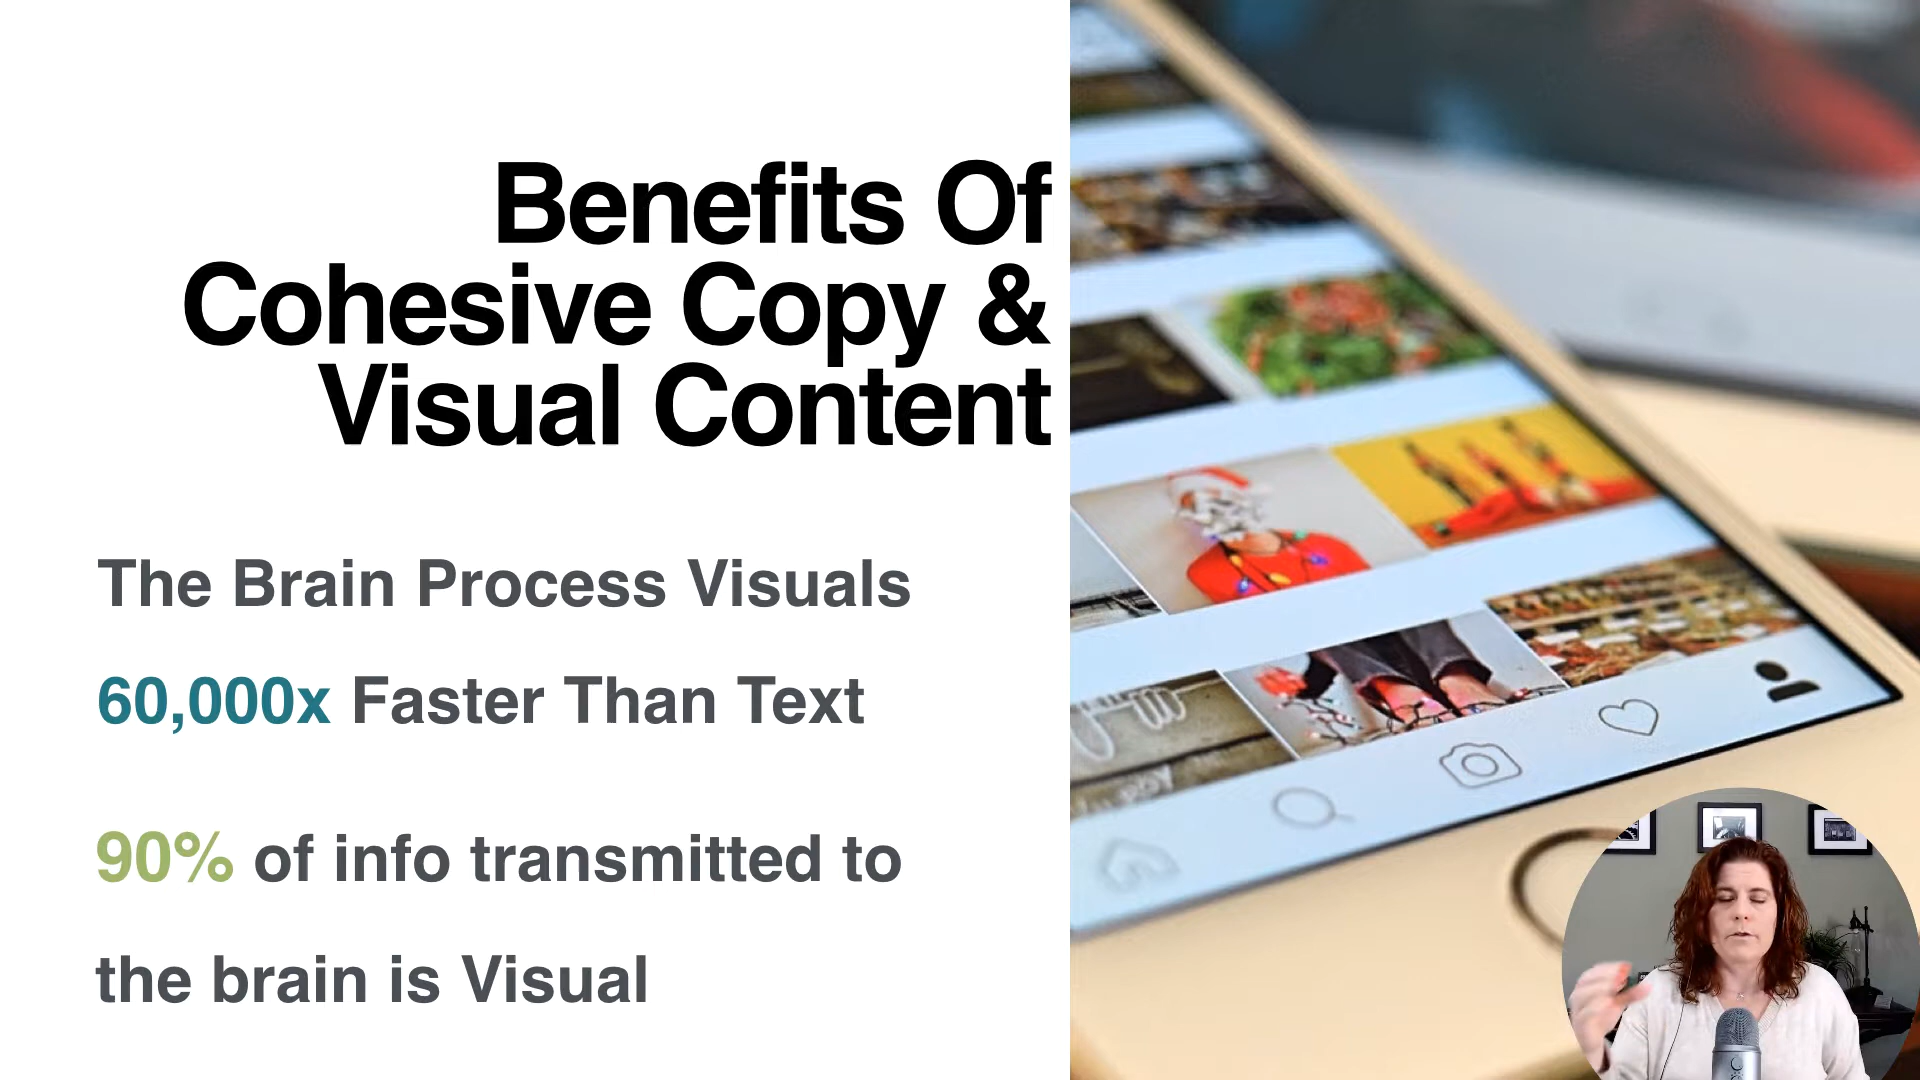 Benefits Of
Cohesive Copy &
Visual Content
The Brain Process Visuals
60,000x Faster Than Text
90% of info transmitted to
the brain is Visual